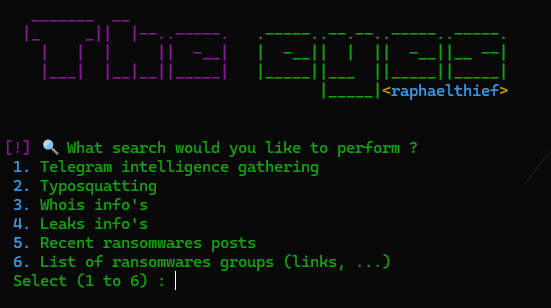 The eyes
<raphaelthief>
[!] 🔍 What search would you like to perform ?
1. Telegram intelligence gathering
2. Typosquatting
3. Whois info's
4. Leaks info's
5. Recent ransomwares posts
6. List of ransomwares groups (links, ...)
Select (1 to 6) :